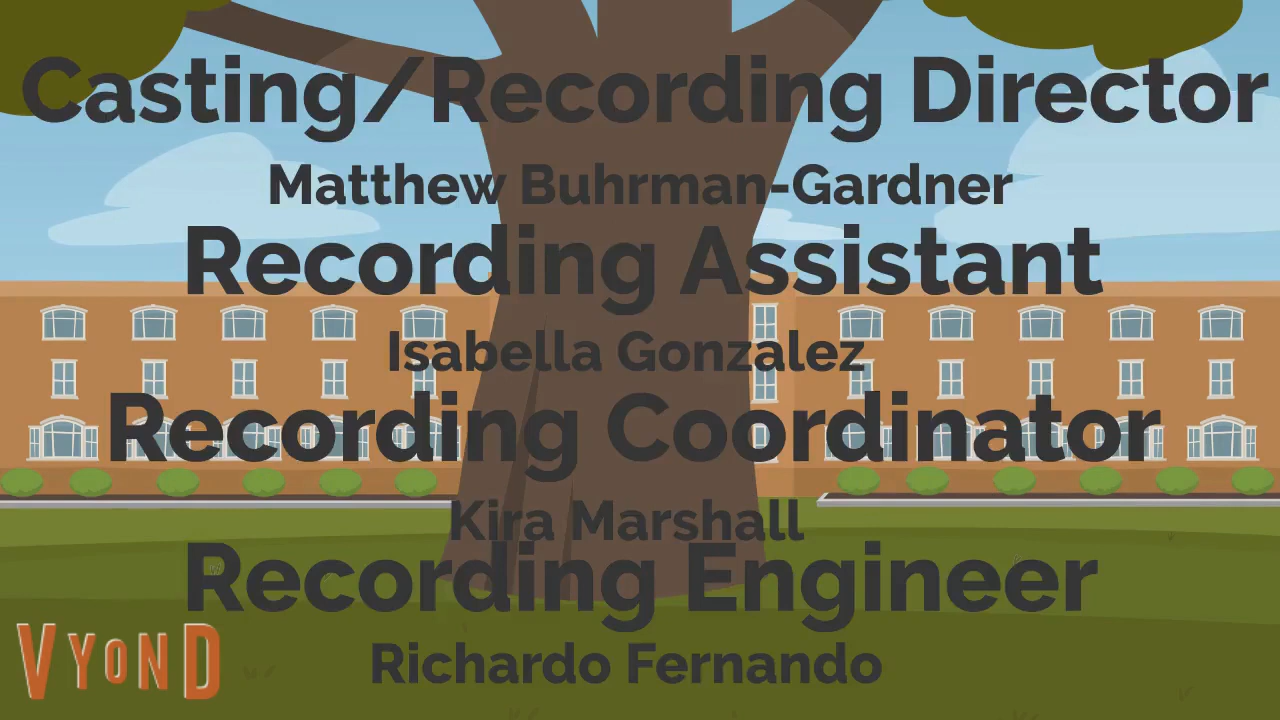 Casting/Recording Director
Matthew Buhrman-Gardner
Recording Assistant
Isabella Gonzalez
Recording Coordinator
Kira Marshall
Recording Engineer
Richardo Fernando
VYOND